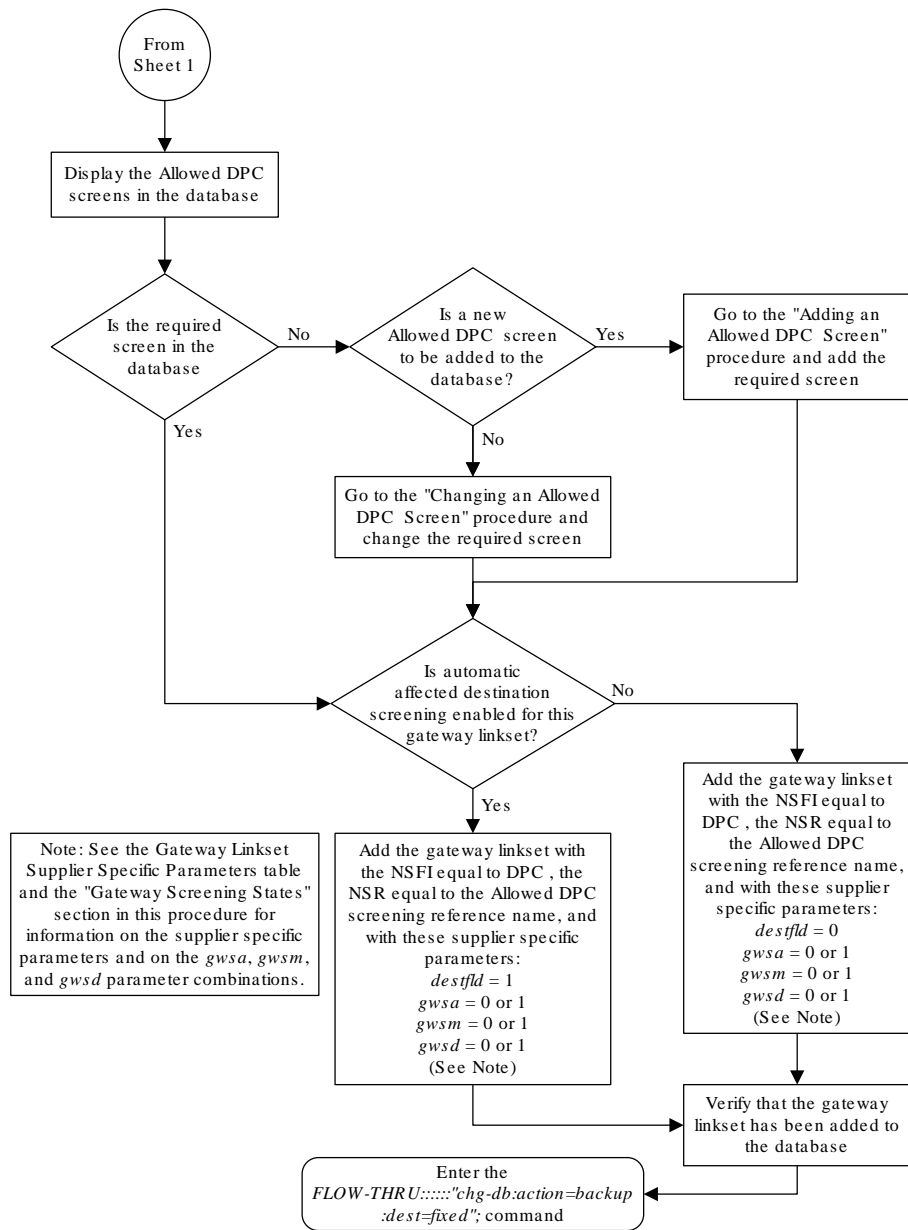 From
Sheet 1
Display the Allowed DPC
screens in the database
Is the required
screen in the
database
No
Is a new
Allowed DPC screen
to be added to the
database?
Yes
Go to the "Adding an
Allowed DPC Screen"
procedure and add the
required screen
Yes
No
Go to the "Changing an Allowed
DPC Screen" procedure and
change the required screen
Is automatic
affected destination
screening enabled for this
gateway linkset?
No
Yes
Add the gateway linkset
with the NSFI equal to
DPC , the NSR equal to
the Allowed DPC
screening reference name,
and with these supplier
specific parameters:
destfld = 0
gwsa = 0 or 1
gwsm = 0 or 1
gwsd = 0 or 1
(See Note)
Note: See the Gateway Linkset
Supplier Specific Parameters table
and the "Gateway Screening States"
section in this procedure for
information on the supplier specific
parameters and on the gwsa, gwsm,
and gwsd parameter combinations.
Add the gateway linkset with
the NSFI equal to DPC , the
NSR equal to the Allowed DPC
screening reference name, and
with these supplier specific
parameters:
destfld = 1
gwsa = 0 or 1
gwsm = 0 or 1
gwsd = 0 or 1
(See Note)
Verify that the gateway
linkset has been added to
the database
Enter the
FLOW-THRU::::::"chg-db:action=backup
:dest=fixed"; command